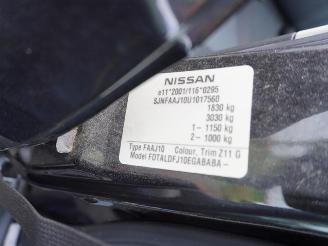 NISSAN
e11*2001/116*0295
SJNFAAJ10U1017560
1830 kg
3030 kg
1- 1150 kg
2- 1000 kg
Type FAAJ10 Colour, Trim Z11 G
Model FDTALDFJ10EGABABA-